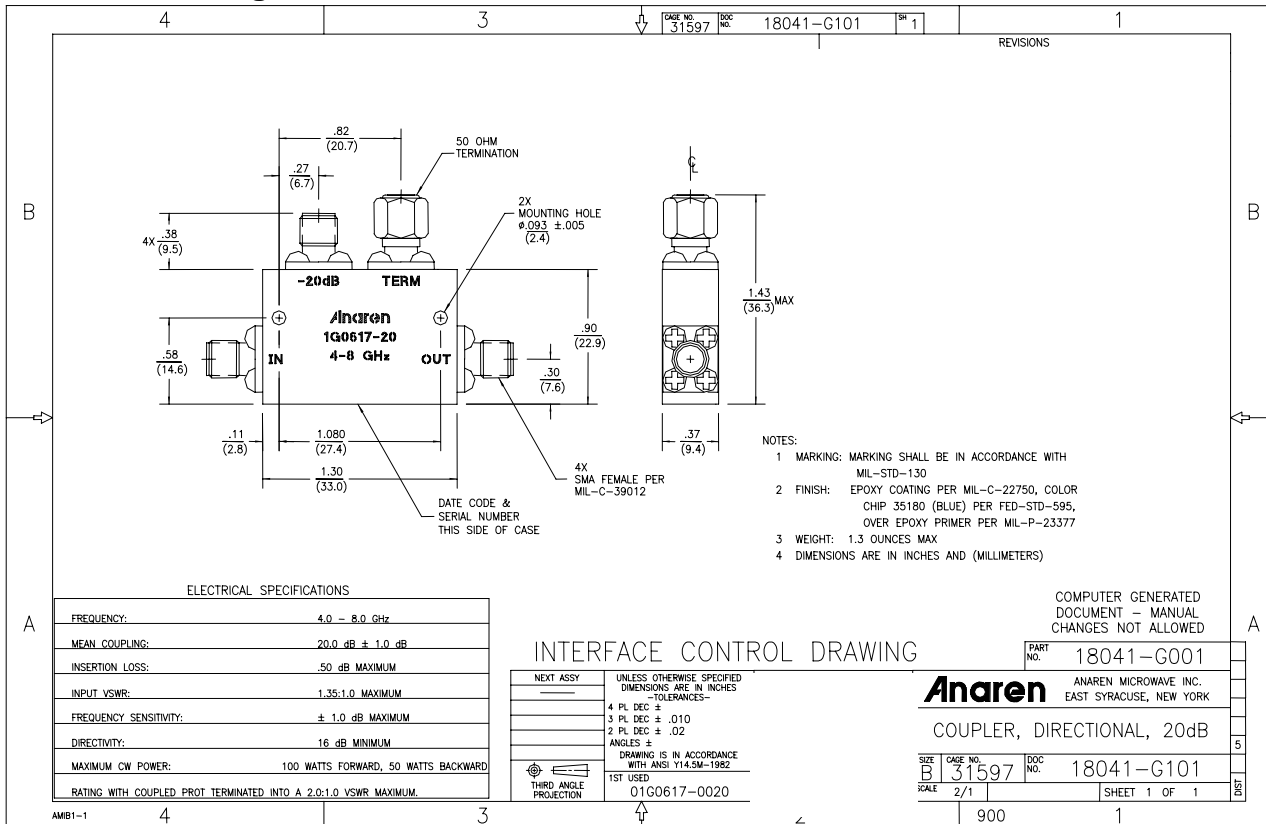 4 3 1
CAGE NO. 31597 DOC NO. 18041-G101 SH 1
REVISIONS
B B
.82
(20.7)
50 OHM
TERMINATION
.27
(6.7)
2X
MOUNTING HOLE
ø.093 ±.005
(2.4)
4X .38
(9.5)
-20dB TERM
Anaren
1G0617-20
4-8 GHz
IN OUT
.58
(14.6)
.90
(22.9)
.30
(7.6)
.11
(2.8)
1.080
(27.4)
1.30
(33.0)
4X
SMA FEMALE PER
MIL-C-39012
DATE CODE &
SERIAL NUMBER
THIS SIDE OF CASE
CL
1.43 MAX
(36.3)
.37
(9.4)
NOTES:
1 MARKING: MARKING SHALL BE IN ACCORDANCE WITH
MIL-STD-130
2 FINISH: EPOXY COATING PER MIL-C-22750, COLOR
CHIP 35180 (BLUE) PER FED-STD-595,
OVER EPOXY PRIMER PER MIL-P-23377
3 WEIGHT: 1.3 OUNCES MAX
4 DIMENSIONS ARE IN INCHES AND (MILLIMETERS)
A A
ELECTRICAL SPECIFICATIONS
FREQUENCY: 4.0 - 8.0 GHz
MEAN COUPLING: 20.0 dB ± 1.0 dB
INSERTION LOSS: .50 dB MAXIMUM
INPUT VSWR: 1.35:1.0 MAXIMUM
FREQUENCY SENSITIVITY: ± 1.0 dB MAXIMUM
DIRECTIVITY: 16 dB MINIMUM
MAXIMUM CW POWER: 100 WATTS FORWARD, 50 WATTS BACKWARD
RATING WITH COUPLED PROT TERMINATED INTO A 2.0:1.0 VSWR MAXIMUM.
COMPUTER GENERATED
DOCUMENT - MANUAL
CHANGES NOT ALLOWED
INTERFACE CONTROL DRAWING
PART NO. 18041-G001
NEXT ASSY
UNLESS OTHERWISE SPECIFIED
DIMENSIONS ARE IN INCHES
-TOLERANCES-
4 PL DEC ±
3 PL DEC ± .010
2 PL DEC ± .02
ANGLES ±
DRAWING IS IN ACCORDANCE
WITH ANSI Y14.5M-1982
THIRD ANGLE
PROJECTION
1ST USED
01G0617-0020
Anaren
ANAREN MICROWAVE INC.
EAST SYRACUSE, NEW YORK
COUPLER, DIRECTIONAL, 20dB
SIZE B CAGE NO. 31597 DOC NO. 18041-G101
SCALE 2/1 SHEET 1 OF 1
5
DIST
AMIB1-1 4 3 900 1